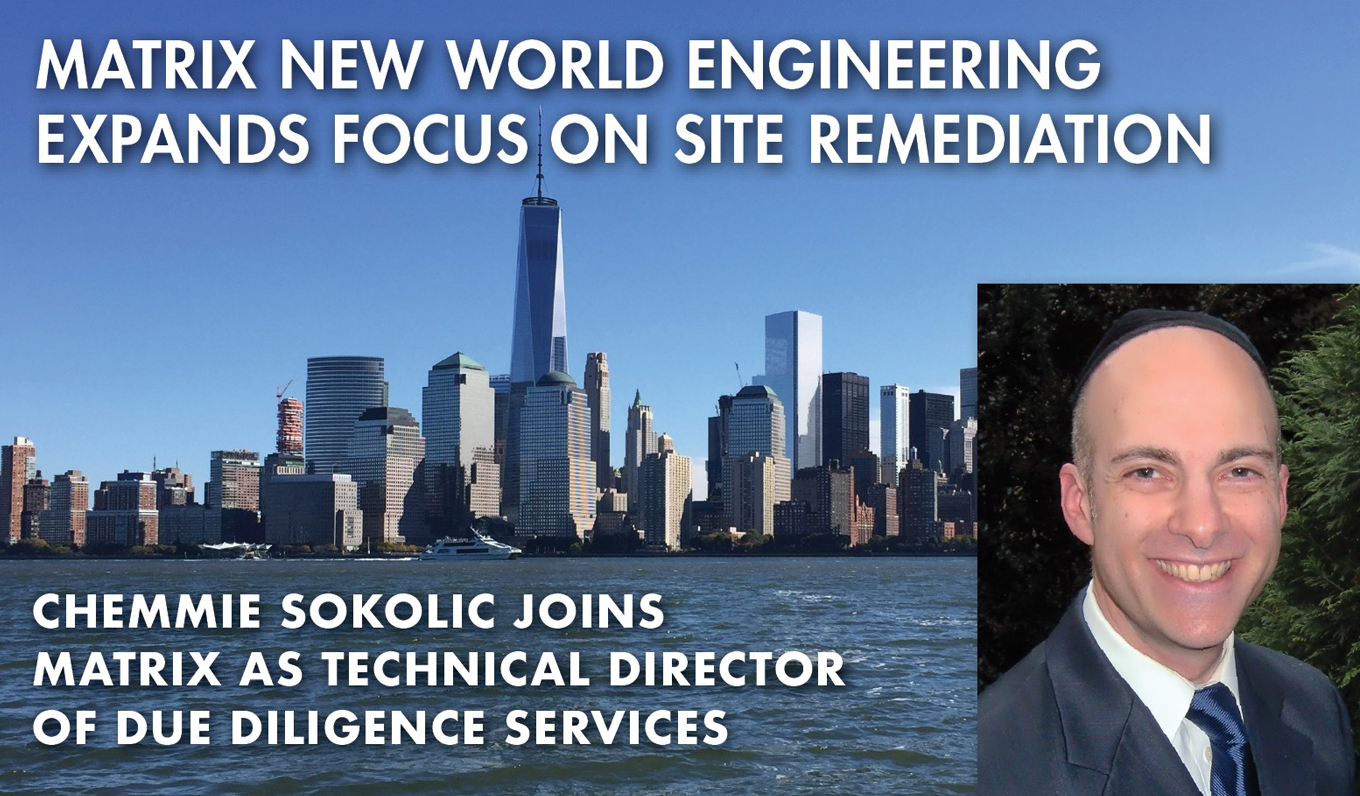 MATRIX NEW WORLD ENGINEERING
EXPANDS FOCUS ON SITE REMEDIATION
CHEMMIE SOKOLIC JOINS
MATRIX AS TECHNICAL DIRECTOR
OF DUE DILIGENCE SERVICES